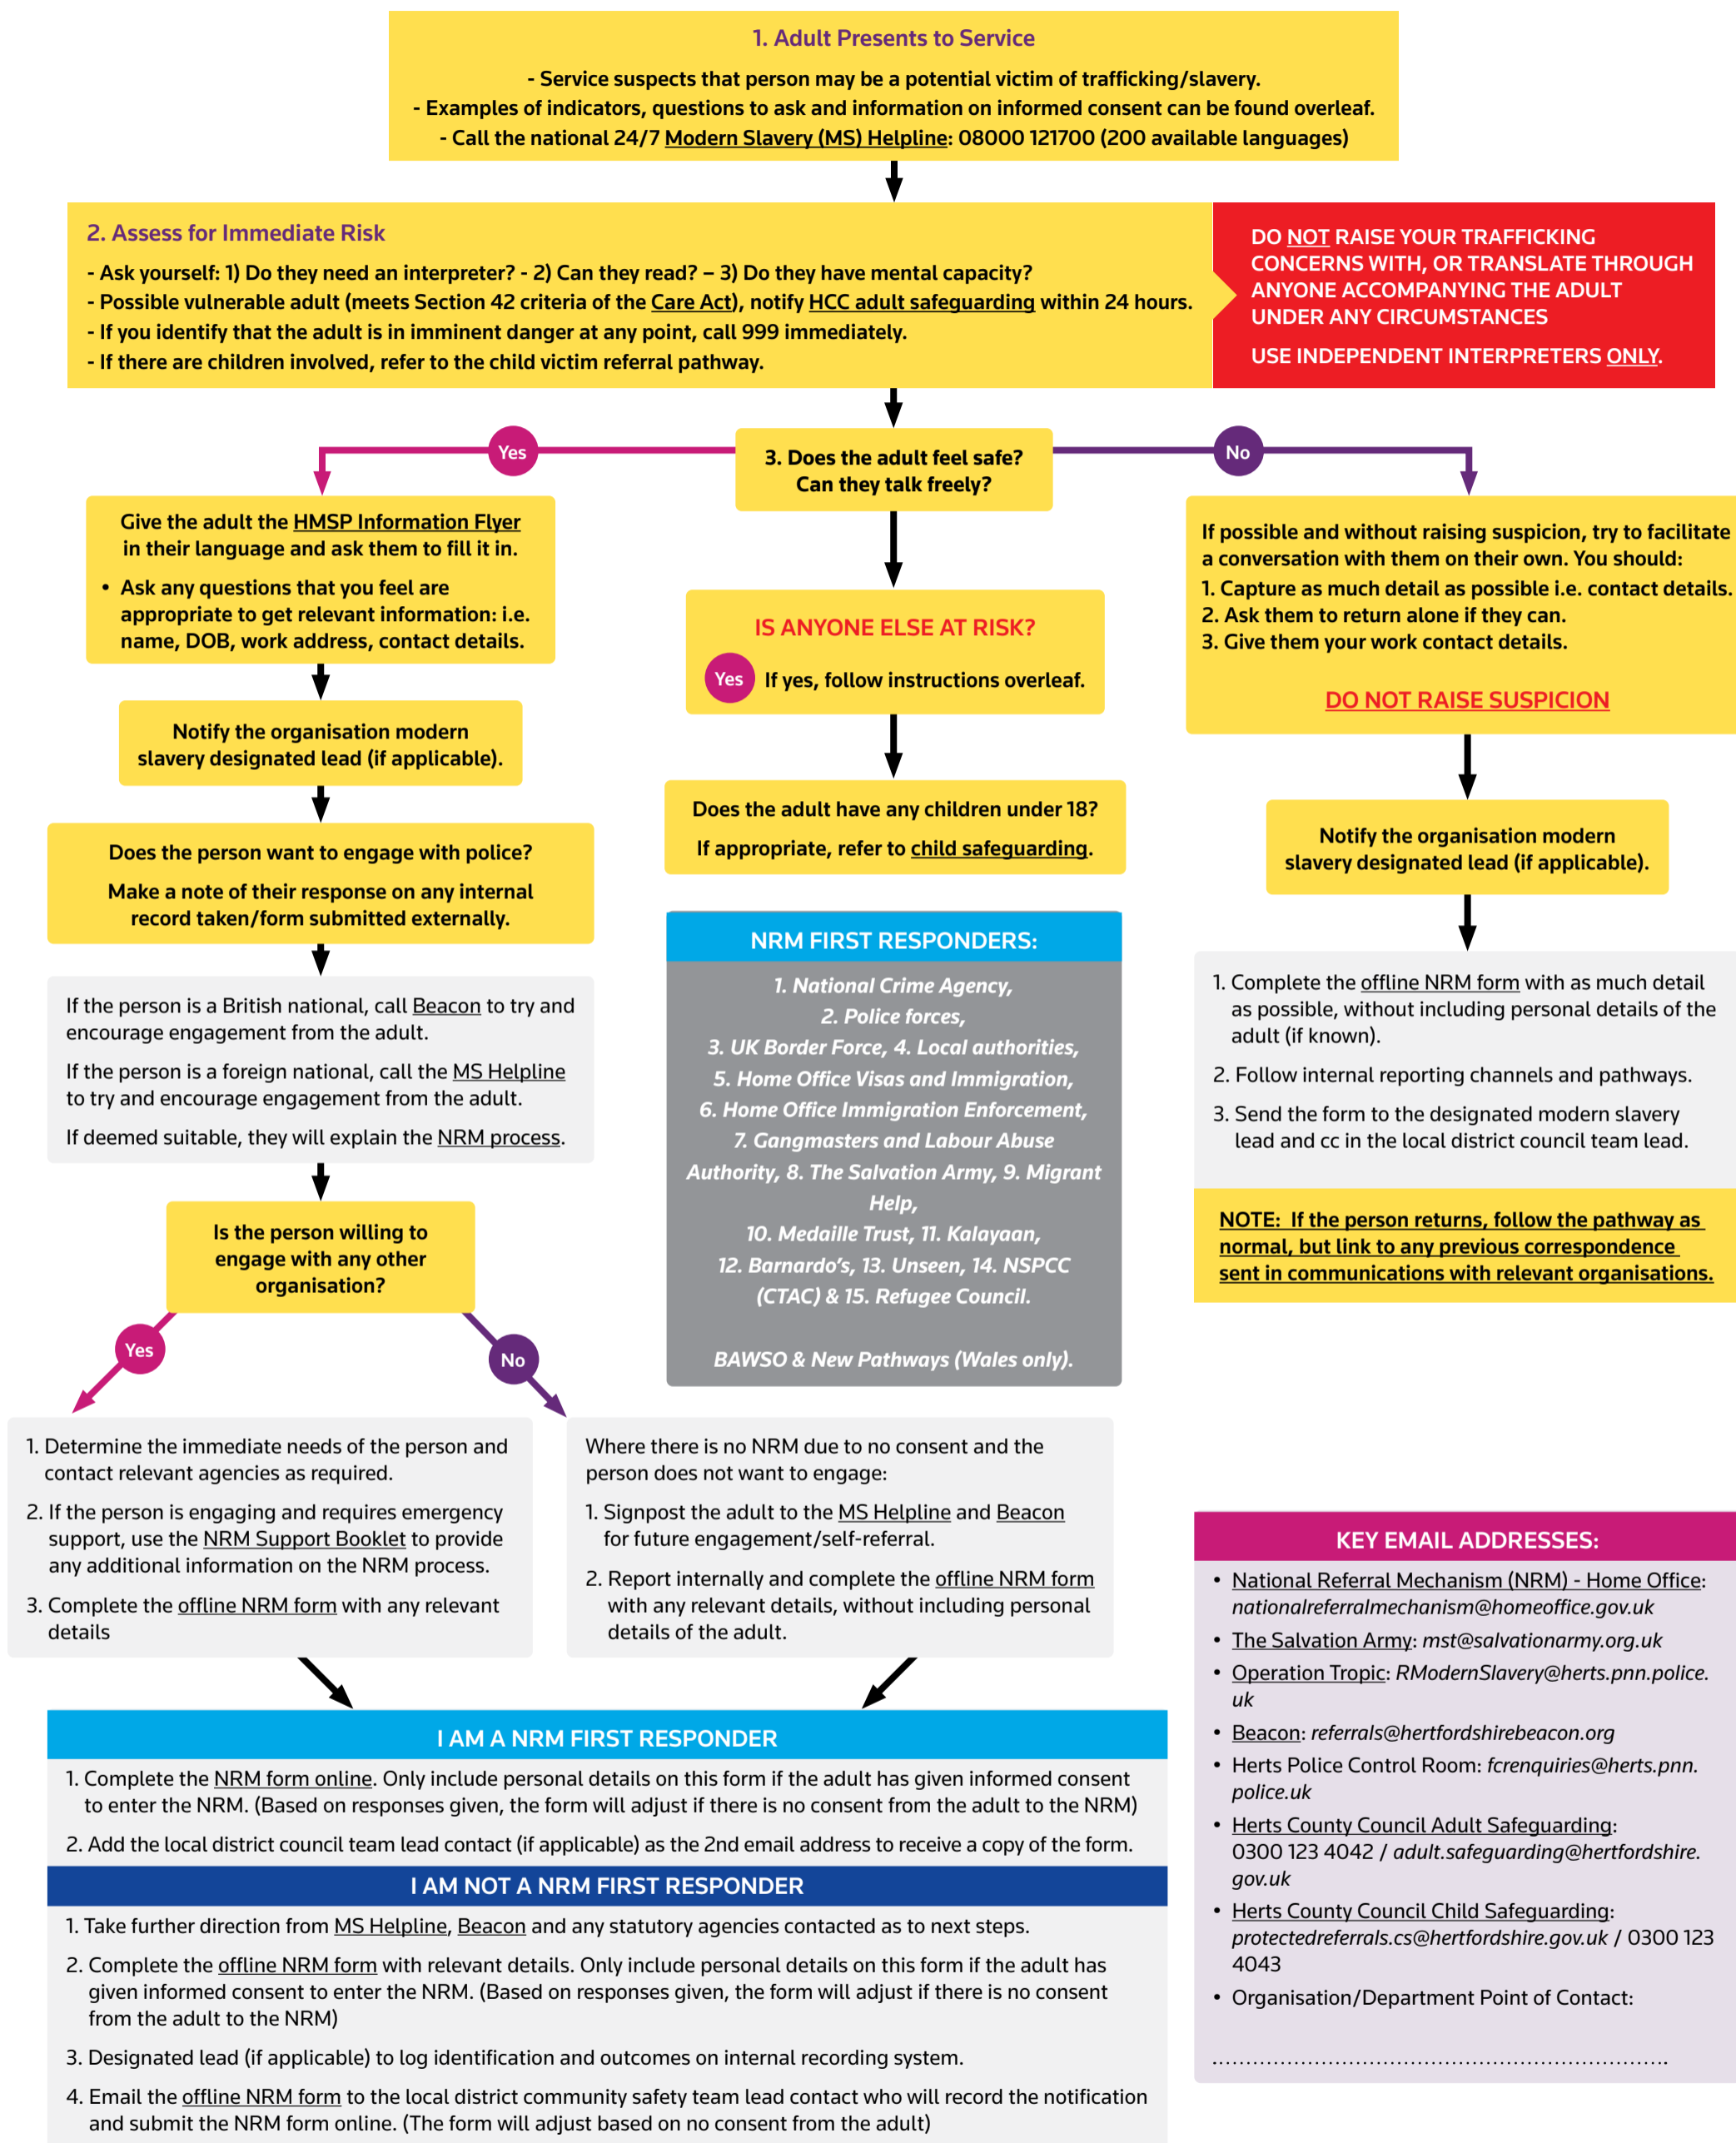 1. Adult Presents to Service
- Service suspects that person may be a potential victim of trafficking/slavery.
- Examples of indicators, questions to ask and information on informed consent can be found overleaf.
- Call the national 24/7 Modern Slavery (MS) Helpline: 08000 121700 (200 available languages)
2. Assess for Immediate Risk
- Ask yourself: 1) Do they need an interpreter? - 2) Can they read? – 3) Do they have mental capacity?
- Possible vulnerable adult (meets Section 42 criteria of the Care Act), notify HCC adult safeguarding within 24 hours.
- If you identify that the adult is in imminent danger at any point, call 999 immediately.
- If there are children involved, refer to the child victim referral pathway.
DO NOT RAISE YOUR TRAFFICKING
CONCERNS WITH, OR TRANSLATE THROUGH
ANYONE ACCOMPANYING THE ADULT
UNDER ANY CIRCUMSTANCES
USE INDEPENDENT INTERPRETERS ONLY.
3. Does the adult feel safe?
Can they talk freely?
Yes
No
Give the adult the HMSP Information Flyer
in their language and ask them to fill it in.
• Ask any questions that you feel are
appropriate to get relevant information: i.e.
name, DOB, work address, contact details.
Notify the organisation modern
slavery designated lead (if applicable).
Does the person want to engage with police?
Make a note of their response on any internal
record taken/form submitted externally.
If the person is a British national, call Beacon to try and
encourage engagement from the adult.
If the person is a foreign national, call the MS Helpline
to try and encourage engagement from the adult.
If deemed suitable, they will explain the NRM process.
Is the person willing to
engage with any other
organisation?
Yes
No
IS ANYONE ELSE AT RISK?
Yes
If yes, follow instructions overleaf.
Does the adult have any children under 18?
If appropriate, refer to child safeguarding.
NRM FIRST RESPONDERS:
1. National Crime Agency,
2. Police forces,
3. UK Border Force, 4. Local authorities,
5. Home Office Visas and Immigration,
6. Home Office Immigration Enforcement,
7. Gangmasters and Labour Abuse
Authority, 8. The Salvation Army, 9. Migrant
Help,
10. Medaille Trust, 11. Kalayaan,
12. Barnardo's, 13. Unseen, 14. NSPCC
(CTAC) & 15. Refugee Council.
BAWSO & New Pathways (Wales only).
If possible and without raising suspicion, try to facilitate
a conversation with them on their own. You should:
1. Capture as much detail as possible i.e. contact details.
2. Ask them to return alone if they can.
3. Give them your work contact details.
DO NOT RAISE SUSPICION
Notify the organisation modern
slavery designated lead (if applicable).
1. Complete the offline NRM form with as much detail
as possible, without including personal details of the
adult (if known).
2. Follow internal reporting channels and pathways.
3. Send the form to the designated modern slavery
lead and cc in the local district council team lead.
NOTE: If the person returns, follow the pathway as
normal, but link to any previous correspondence
sent in communications with relevant organisations.
1. Determine the immediate needs of the person and
contact relevant agencies as required.
2. If the person is engaging and requires emergency
support, use the NRM Support Booklet to provide
any additional information on the NRM process.
3. Complete the offline NRM form with any relevant
details
Where there is no NRM due to no consent and the
person does not want to engage:
1. Signpost the adult to the MS Helpline and Beacon
for future engagement/self-referral.
2. Report internally and complete the offline NRM form
with any relevant details, without including personal
details of the adult.
I AM A NRM FIRST RESPONDER
1. Complete the NRM form online. Only include personal details on this form if the adult has given informed consent
to enter the NRM. (Based on responses given, the form will adjust if there is no consent from the adult to the NRM)
2. Add the local district council team lead contact (if applicable) as the 2nd email address to receive a copy of the form.
I AM NOT A NRM FIRST RESPONDER
1. Take further direction from MS Helpline, Beacon and any statutory agencies contacted as to next steps.
2. Complete the offline NRM form with relevant details. Only include personal details on this form if the adult has
given informed consent to enter the NRM. (Based on responses given, the form will adjust if there is no consent
from the adult to the NRM)
3. Designated lead (if applicable) to log identification and outcomes on internal recording system.
4. Email the offline NRM form to the local district community safety team lead contact who will record the notification
and submit the NRM form online. (The form will adjust based on no consent from the adult)
KEY EMAIL ADDRESSES:
• National Referral Mechanism (NRM) - Home Office:
nationalreferralmechanism@homeoffice.gov.uk
• The Salvation Army: mst@salvationarmy.org.uk
• Operation Tropic: RModernSlavery@herts.pnn.police.
uk
• Beacon: referrals@hertfordshirebeacon.org
• Herts Police Control Room: fcrenquiries@herts.pnn.
police.uk
• Herts County Council Adult Safeguarding:
0300 123 4042 / adult.safeguarding@hertfordshire.
gov.uk
• Herts County Council Child Safeguarding:
protectedreferrals.cs@hertfordshire.gov.uk / 0300 123
4043
• Organisation/Department Point of Contact:
....................................................................